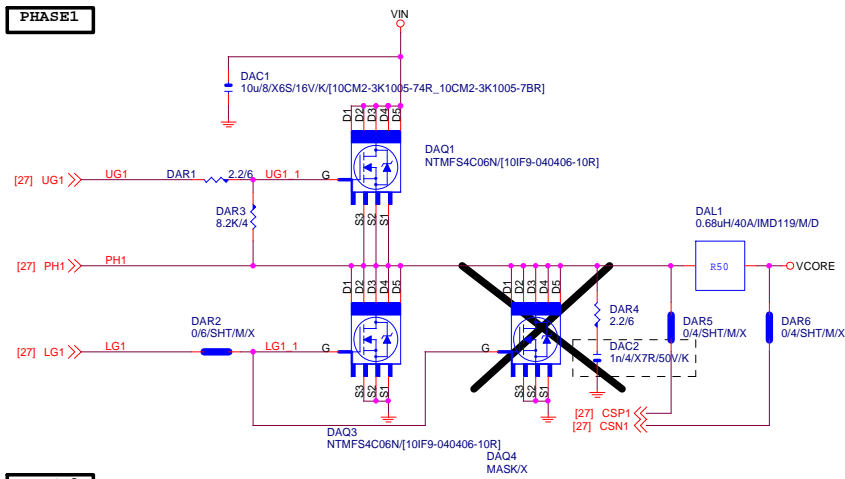 PHASE1
VIN
DAC1
10u/8/X6S/16V/K/[10CM2-3K1005-74R_10CM2-3K1005-7BR]
D1 D2 D3 D4 D5
DAQ1
NTMFS4C06N/[10IF9-040406-10R]
[27] UG1 UG1 DAR1 2.2/6 UG1_1 G
S3 S2 S1
DAR3
8.2K/4
DAL1
0.68uH/40A/IMD119/M/D
[27] PH1 PH1
R50
VCORE
D1 D2 D3 D4 D5
D1 D2 D3 D4 D5
DAR2
0/6/SHT/M/X
DAR4
2.2/6
DAR5
0/4/SHT/M/X
DAR6
0/4/SHT/M/X
[27] LG1 LG1 LG1_1 G
G
DAC2
1n/4/X7R/50V/K
S3 S2 S1
S3 S2 S1
[27] CSP1
[27] CSN1
DAQ3
NTMFS4C06N/[10IF9-040406-10R]
DAQ4
MASK/X